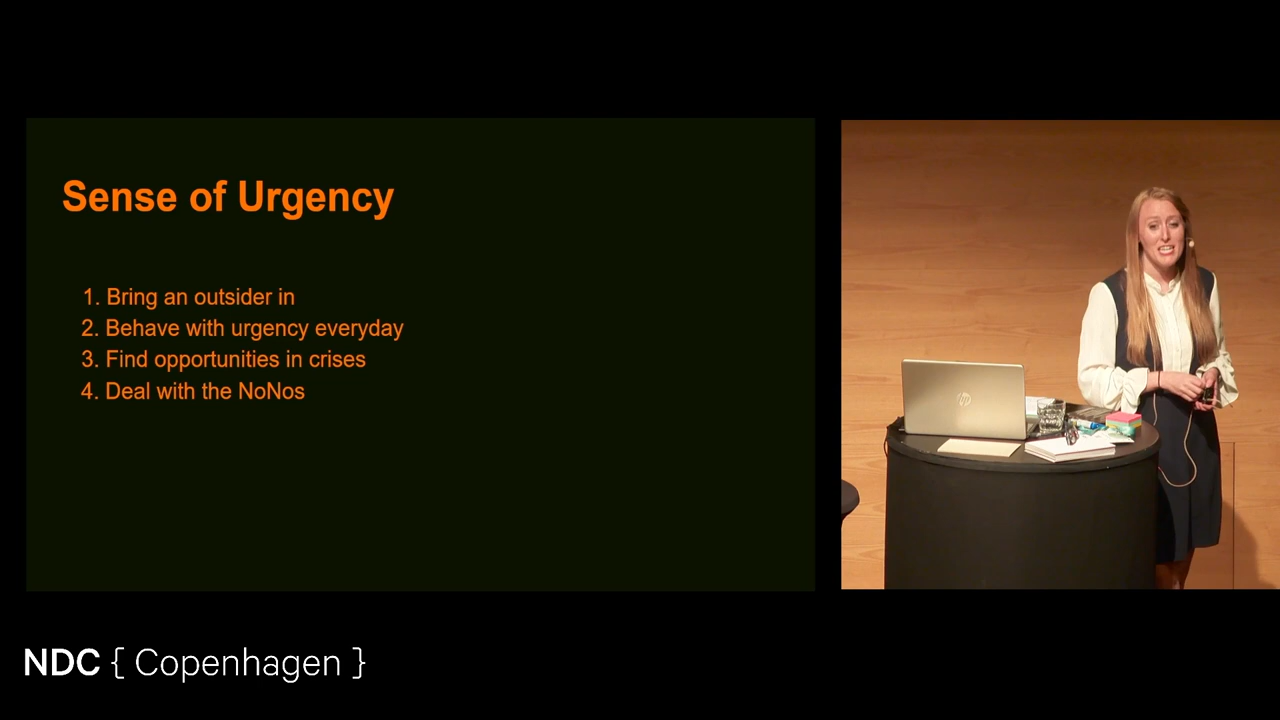 Sense of Urgency
1. Bring an outsider in
2. Behave with urgency everyday
3. Find opportunities in crises
4. Deal with the NoNos
hp
NDC { Copenhagen }